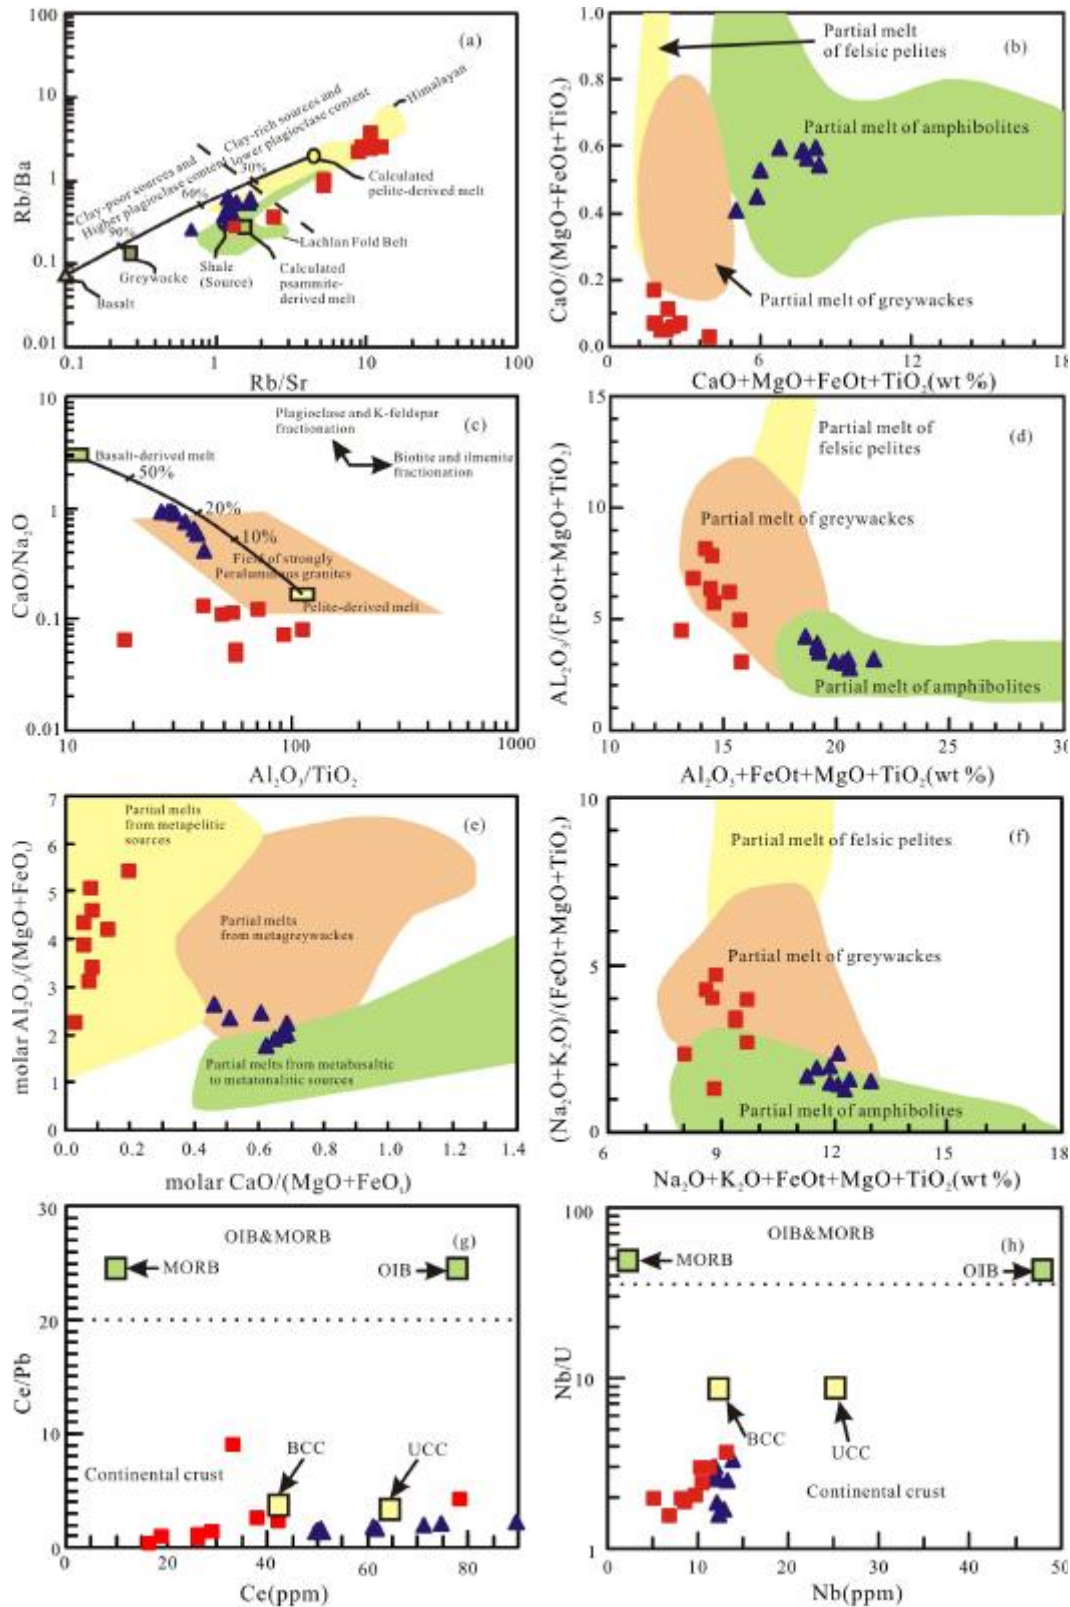 (a)
100
10
1
0.1
0.01
Rb/Ba
Clay-poor sources and
Higher plagioclase content
Clay-rich sources and
lower plagioclase content
Himalayan
30%
60%
90%
Calculated
pelite-derived melt
Lachlan Fold Belt
Greywacke
Shale
(Source)
Calculated
psammite-
derived melt
Basalt
0.1
1
10
100
Rb/Sr
(b)
Partial melt
of felsic pelites
1.0
0.8
0.6
0.4
0.2
0.0
CaO/(MgO+FeOt+TiO₂)
Partial melt of amphibolites
Partial melt of greywackes
0
6
12
18
CaO+MgO+FeOt+TiO₂(wt %)
(c)
10
1
0.1
0.01
CaO/Na₂O
Plagioclase and K-feldspar
fractionation
Biotite and ilmenite
fractionation
Basalt-derived melt
50%
20%
10%
Field of strongly
Peraluminous granites
Pelite-derived melt
10
100
1000
Al₂O₃/TiO₂
(d)
15
10
5
0
AL₂O₃/(FeOt+MgO+TiO₂)
Partial melt of
felsic pelites
Partial melt of greywackes
Partial melt of amphibolites
10
15
20
25
30
Al₂O₃+FeOt+MgO+TiO₂(wt %)
(e)
7
6
5
4
3
2
1
0
molar Al₂O₃/(MgO+FeOₜ)
Partial melts
from metapelitic
sources
Partial melts
from metagreywackes
Partial melts from metabasaltic
to metatonalitic sources
0.0
0.2
0.4
0.6
0.8
1.0
1.2
1.4
molar CaO/(MgO+FeOₜ)
(f)
10
5
0
(Na₂O+K₂O)/(FeOt+MgO+TiO₂)
Partial melt of felsic pelites
Partial melt of greywackes
Partial melt of amphibolites
6
9
12
15
18
Na₂O+K₂O+FeOt+MgO+TiO₂(wt %)
(g)
30
20
10
0
Ce/Pb
OIB&MORB
MORB
OIB
BCC
UCC
Continental crust
0
20
40
60
80
Ce(ppm)
(h)
100
10
1
Nb/U
OIB&MORB
MORB
OIB
BCC
UCC
Continental crust
0
10
20
30
40
50
Nb(ppm)